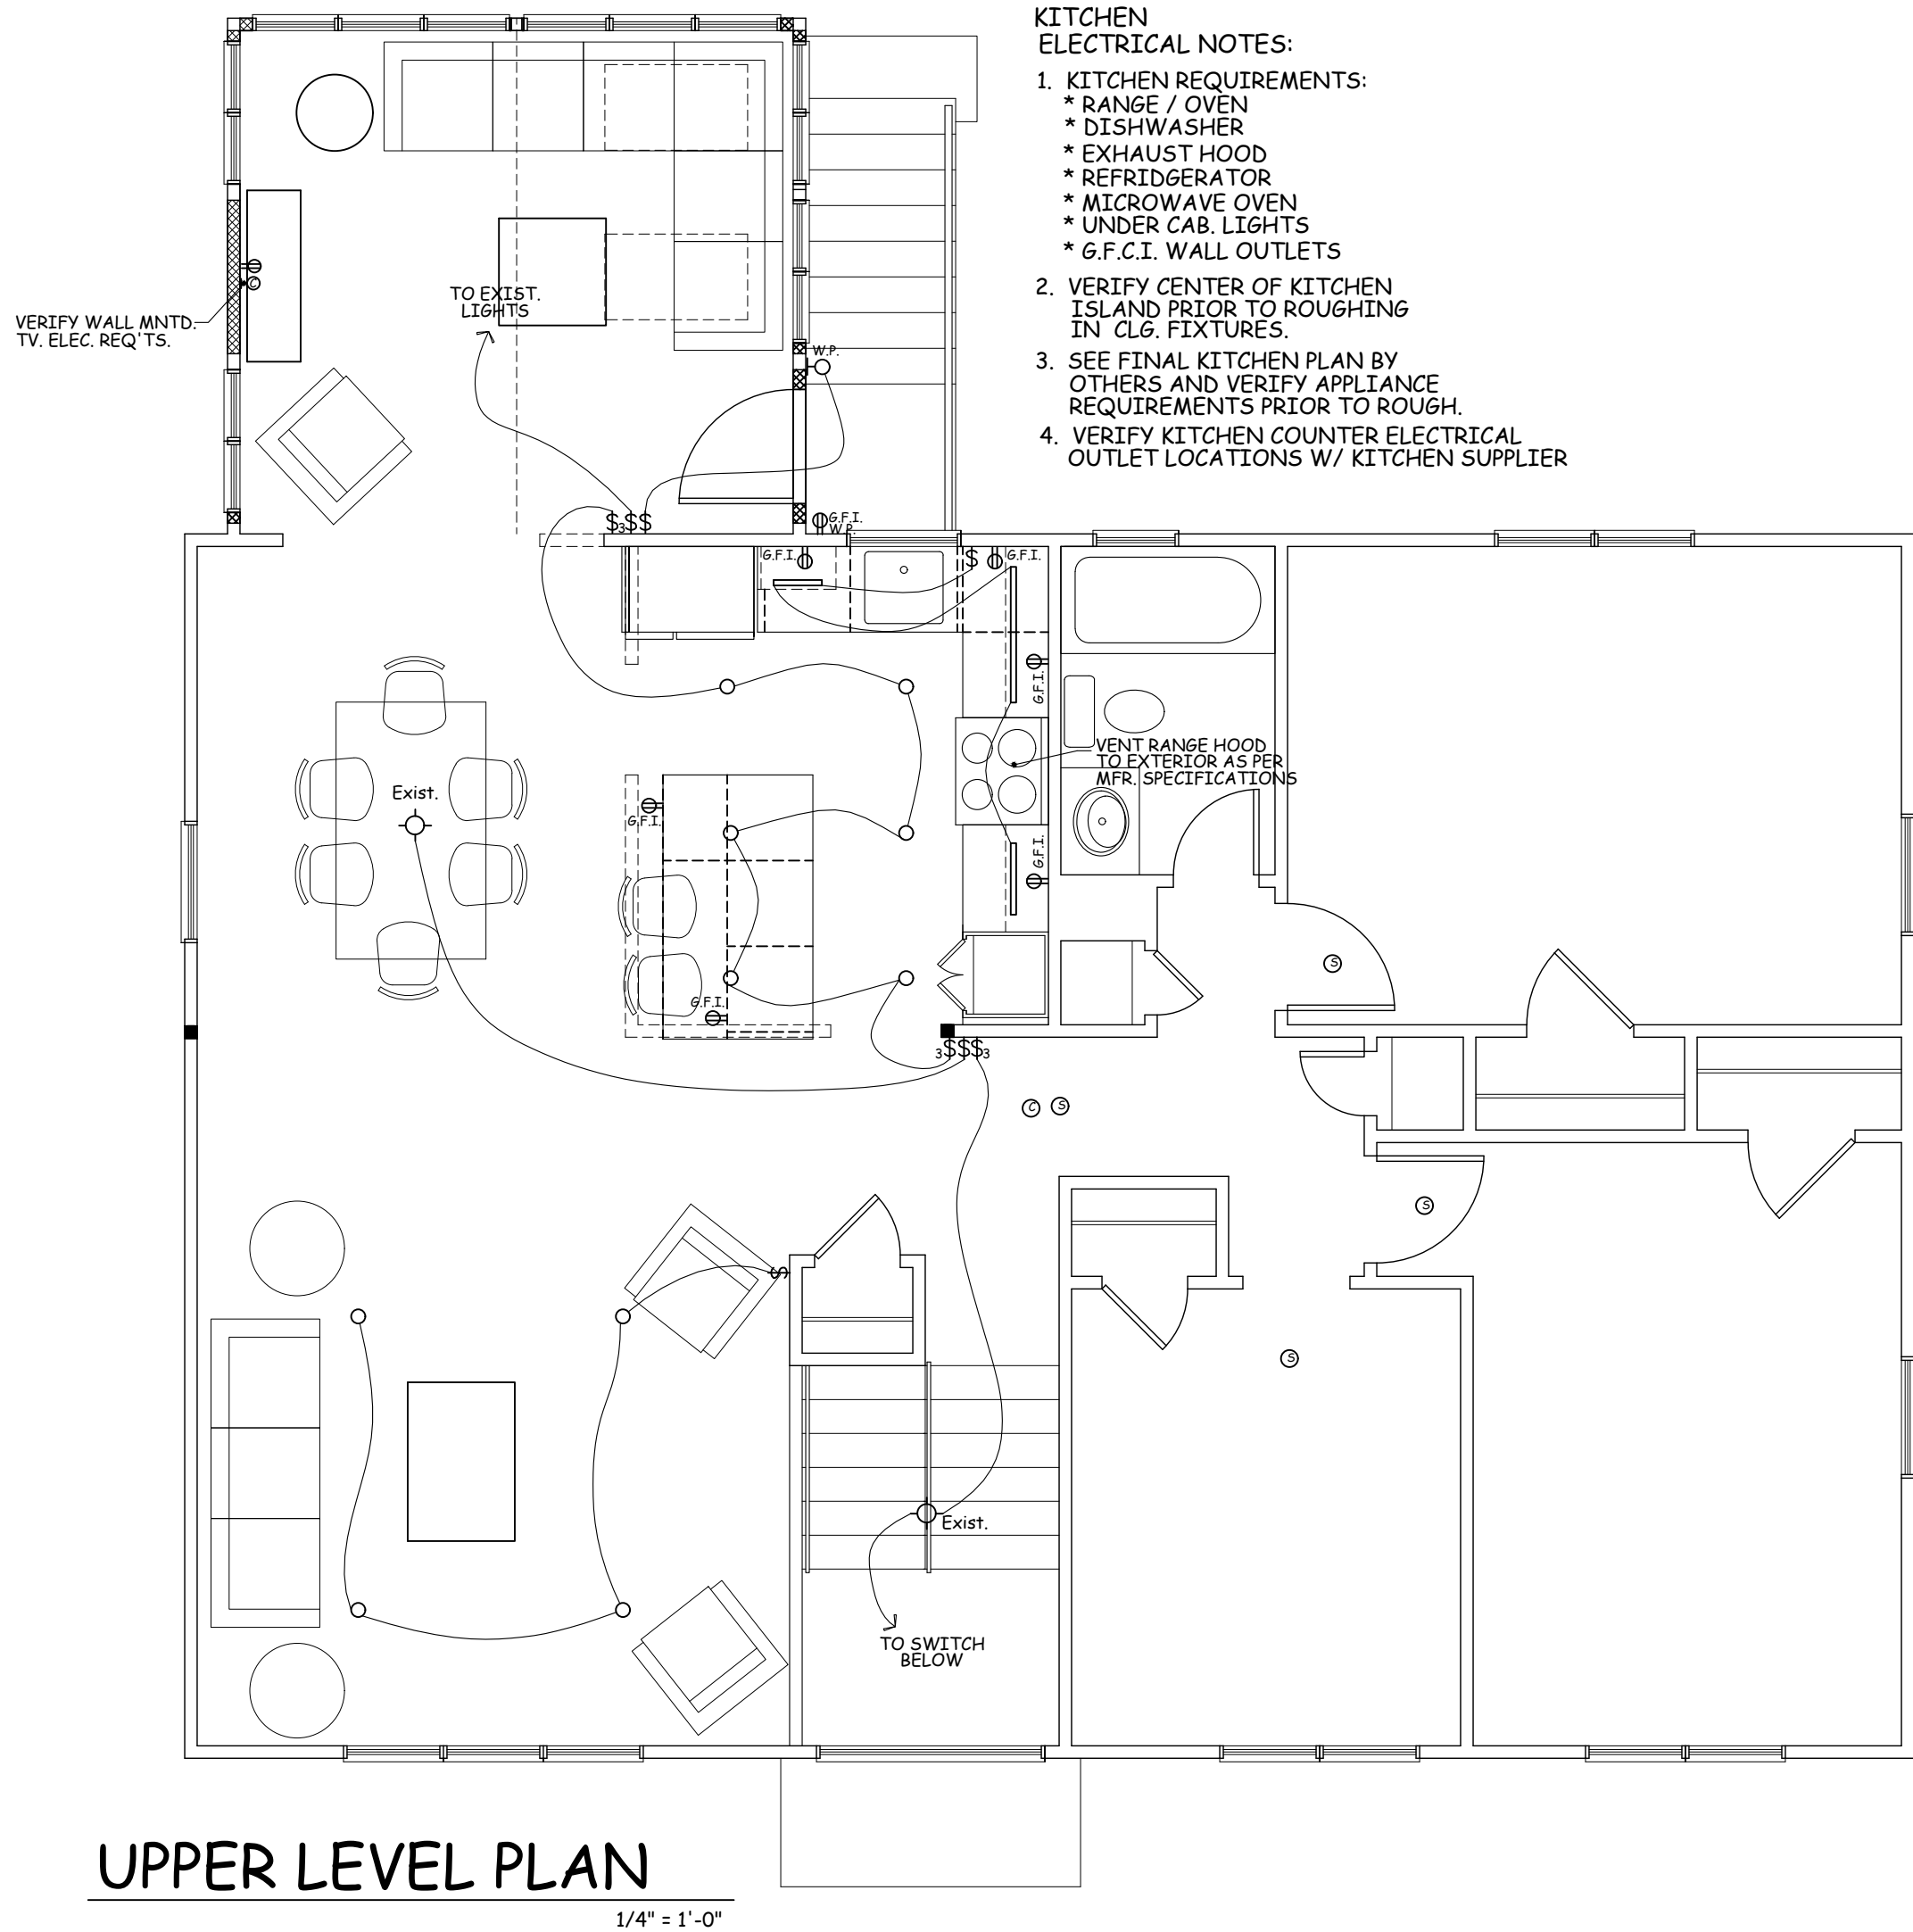 KITCHEN
ELECTRICAL NOTES:
1. KITCHEN REQUIREMENTS:
* RANGE / OVEN
* DISHWASHER
* EXHAUST HOOD
* REFRIDGERATOR
* MICROWAVE OVEN
* UNDER CAB. LIGHTS
* G.F.C.I. WALL OUTLETS
2. VERIFY CENTER OF KITCHEN
ISLAND PRIOR TO ROUGHING
IN CLG. FIXTURES.
3. SEE FINAL KITCHEN PLAN BY
OTHERS AND VERIFY APPLIANCE
REQUIREMENTS PRIOR TO ROUGH.
4. VERIFY KITCHEN COUNTER ELECTRICAL
OUTLET LOCATIONS W/ KITCHEN SUPPLIER
C
TO EXIST.
LIGHTS
VERIFY WALL MNTD.
TV. ELEC. REQ'TS.
W.P.
$3$$
G.F.I.
W.P.
G.F.I.
$
G.F.I.
G.F.I.
VENT RANGE HOOD
TO EXTERIOR AS PER
MFR. SPECIFICATIONS
Exist.
G.F.I.
G.F.I.
S
G.F.I.
3$$$3
C
S
S
$
S
Exist.
TO SWITCH
BELOW
UPPER LEVEL PLAN
1/4" = 1'-0"